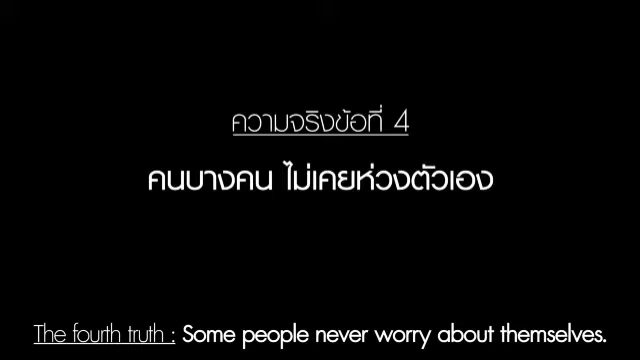 ความจริงข้อที่ 4
คนบางคน ไม่เคยห่วงตัวเอง
The fourth truth : Some people never worry about themselves.